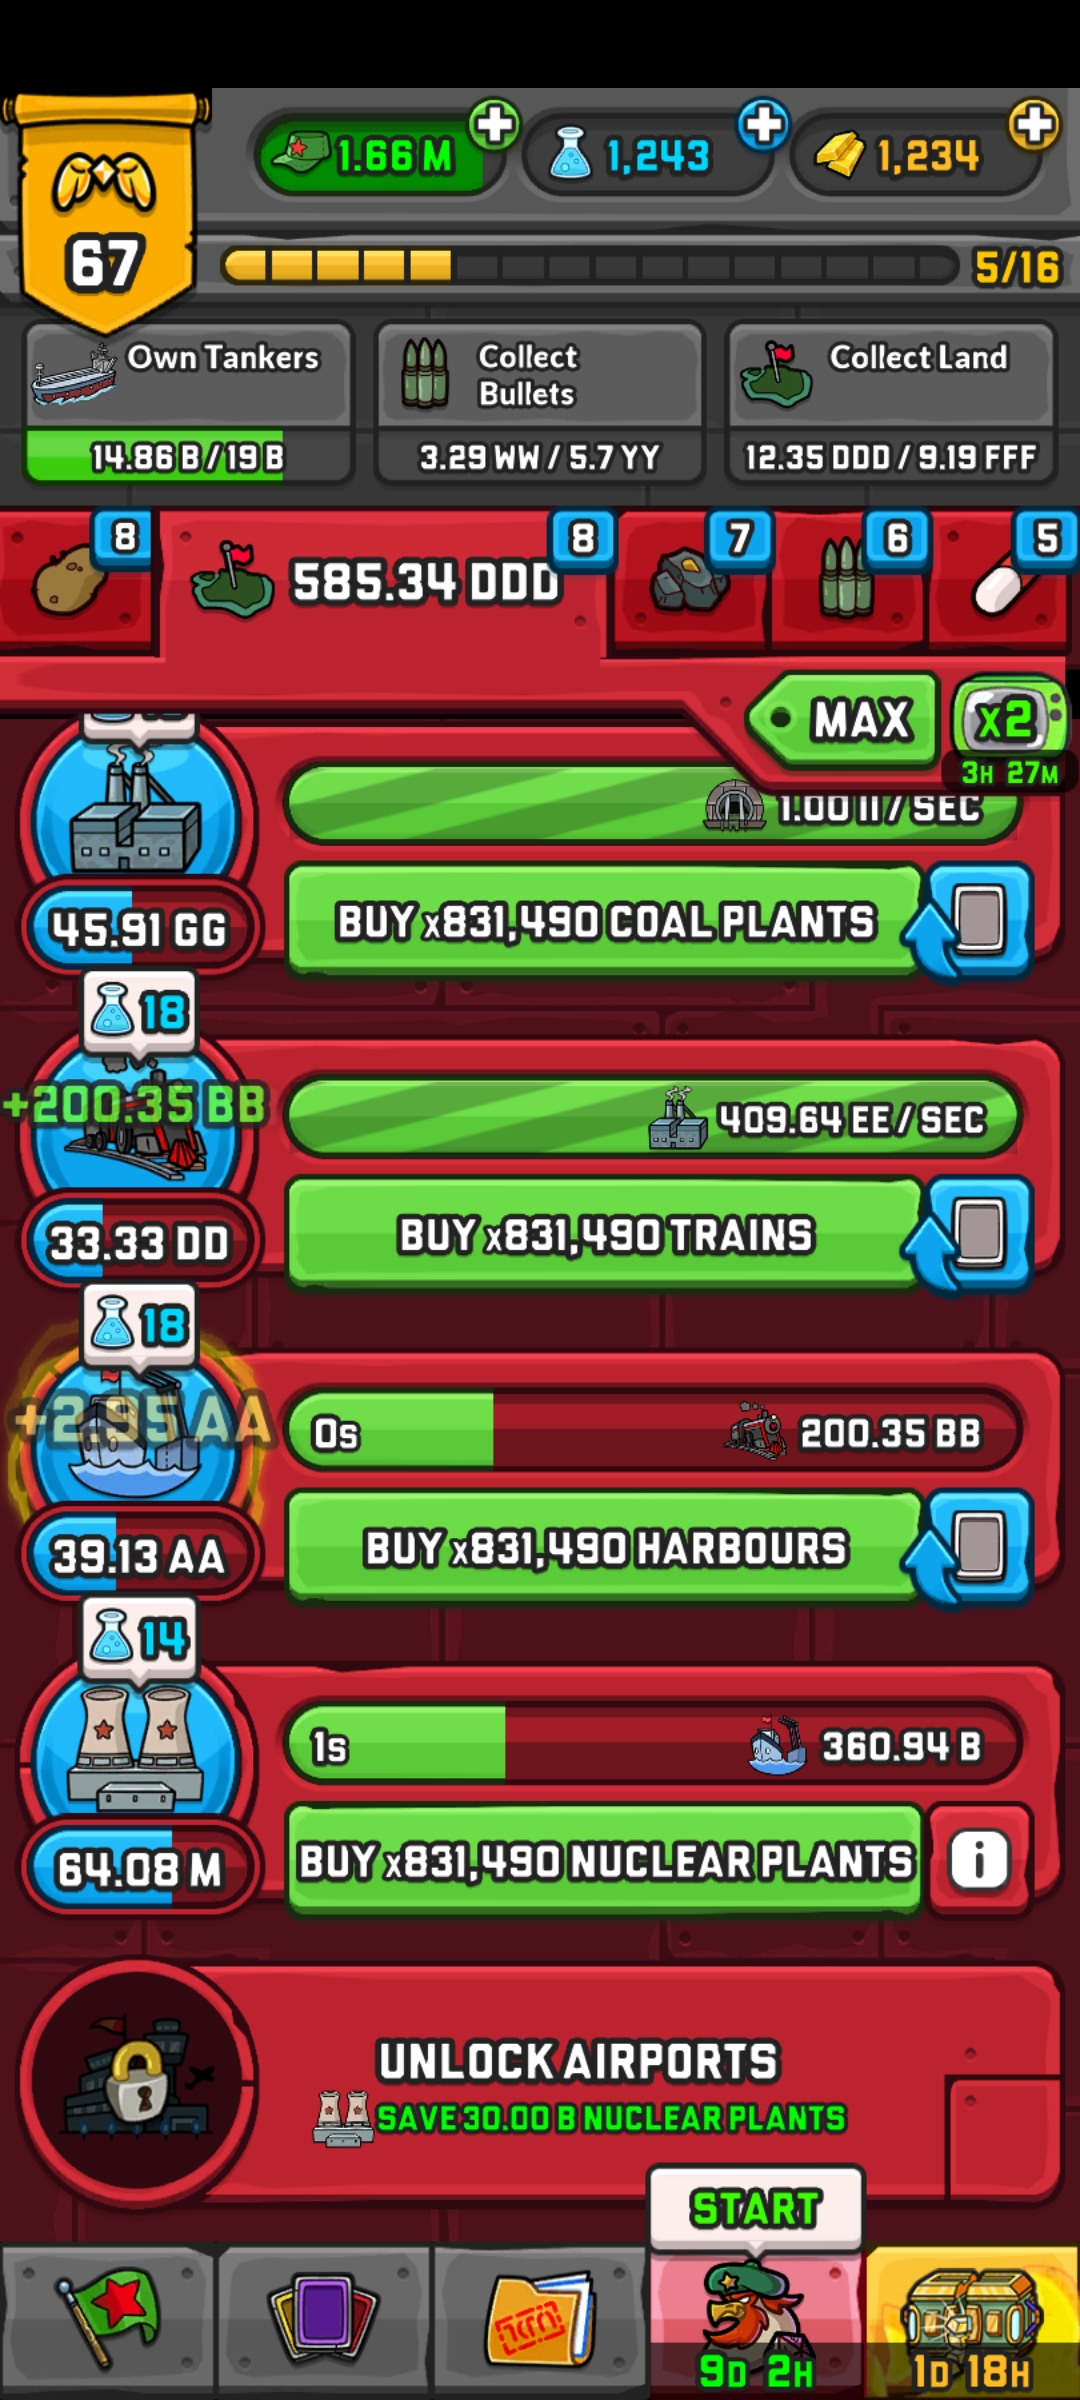 1.66 M
1,243
1,234
67
5/16
Own Tankers
14.86 B / 19 B
Collect
Bullets
3.29 WW / 5.7 YY
Collect Land
12.35 DDD / 9.19 FFF
8
585.34 DDD
8
7
6
5
MAX
x2
3H 27M
1.00 II / SEC
BUY x831,490 COAL PLANTS
45.91 GG
18
+200.35 BB
409.64 EE / SEC
BUY x831,490 TRAINS
33.33 DD
18
+2.95 AA
0s
200.35 BB
BUY x831,490 HARBOURS
39.13 AA
14
1s
360.94 B
BUY x831,490 NUCLEAR PLANTS
i
64.08 M
UNLOCK AIRPORTS
SAVE 30.00 B NUCLEAR PLANTS
START
9D 2H
1D 18H